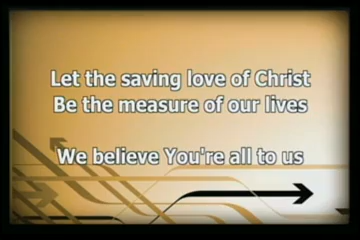 Let the saving love of Christ
Be the measure of our lives
We believe You're all to us